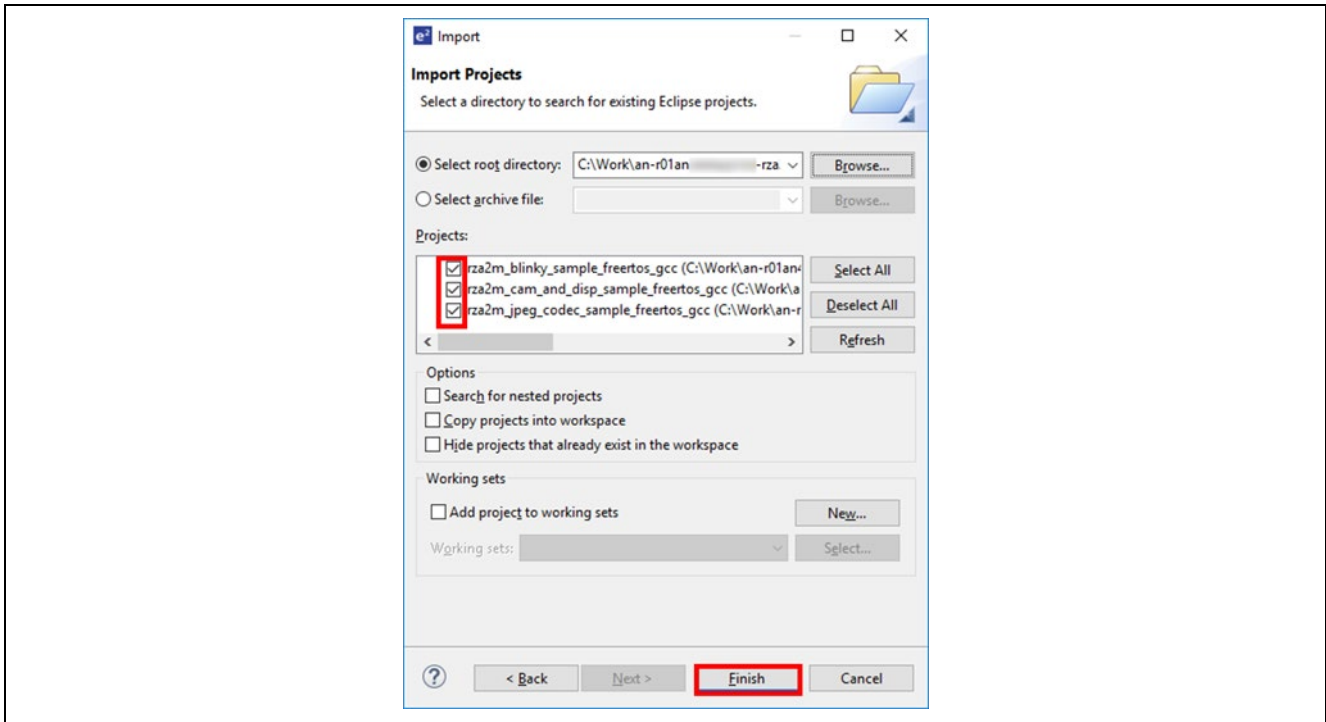 e² Import
Import Projects
Select a directory to search for existing Eclipse projects.
Select root directory: C:\Work\an-r01an -rza Browse...
Select archive file: Browse...
Projects:
rza2m_blinky_sample_freertos_gcc (C:\Work\an-r01an4 Select All
rza2m_cam_and_disp_sample_freertos_gcc (C:\Work\a
rza2m_jpeg_codec_sample_freertos_gcc (C:\Work\an-r Deselect All
Refresh
Options
Search for nested projects
Copy projects into workspace
Hide projects that already exist in the workspace
Working sets
Add project to working sets New...
Working sets: Select...
? < Back Next > Finish Cancel